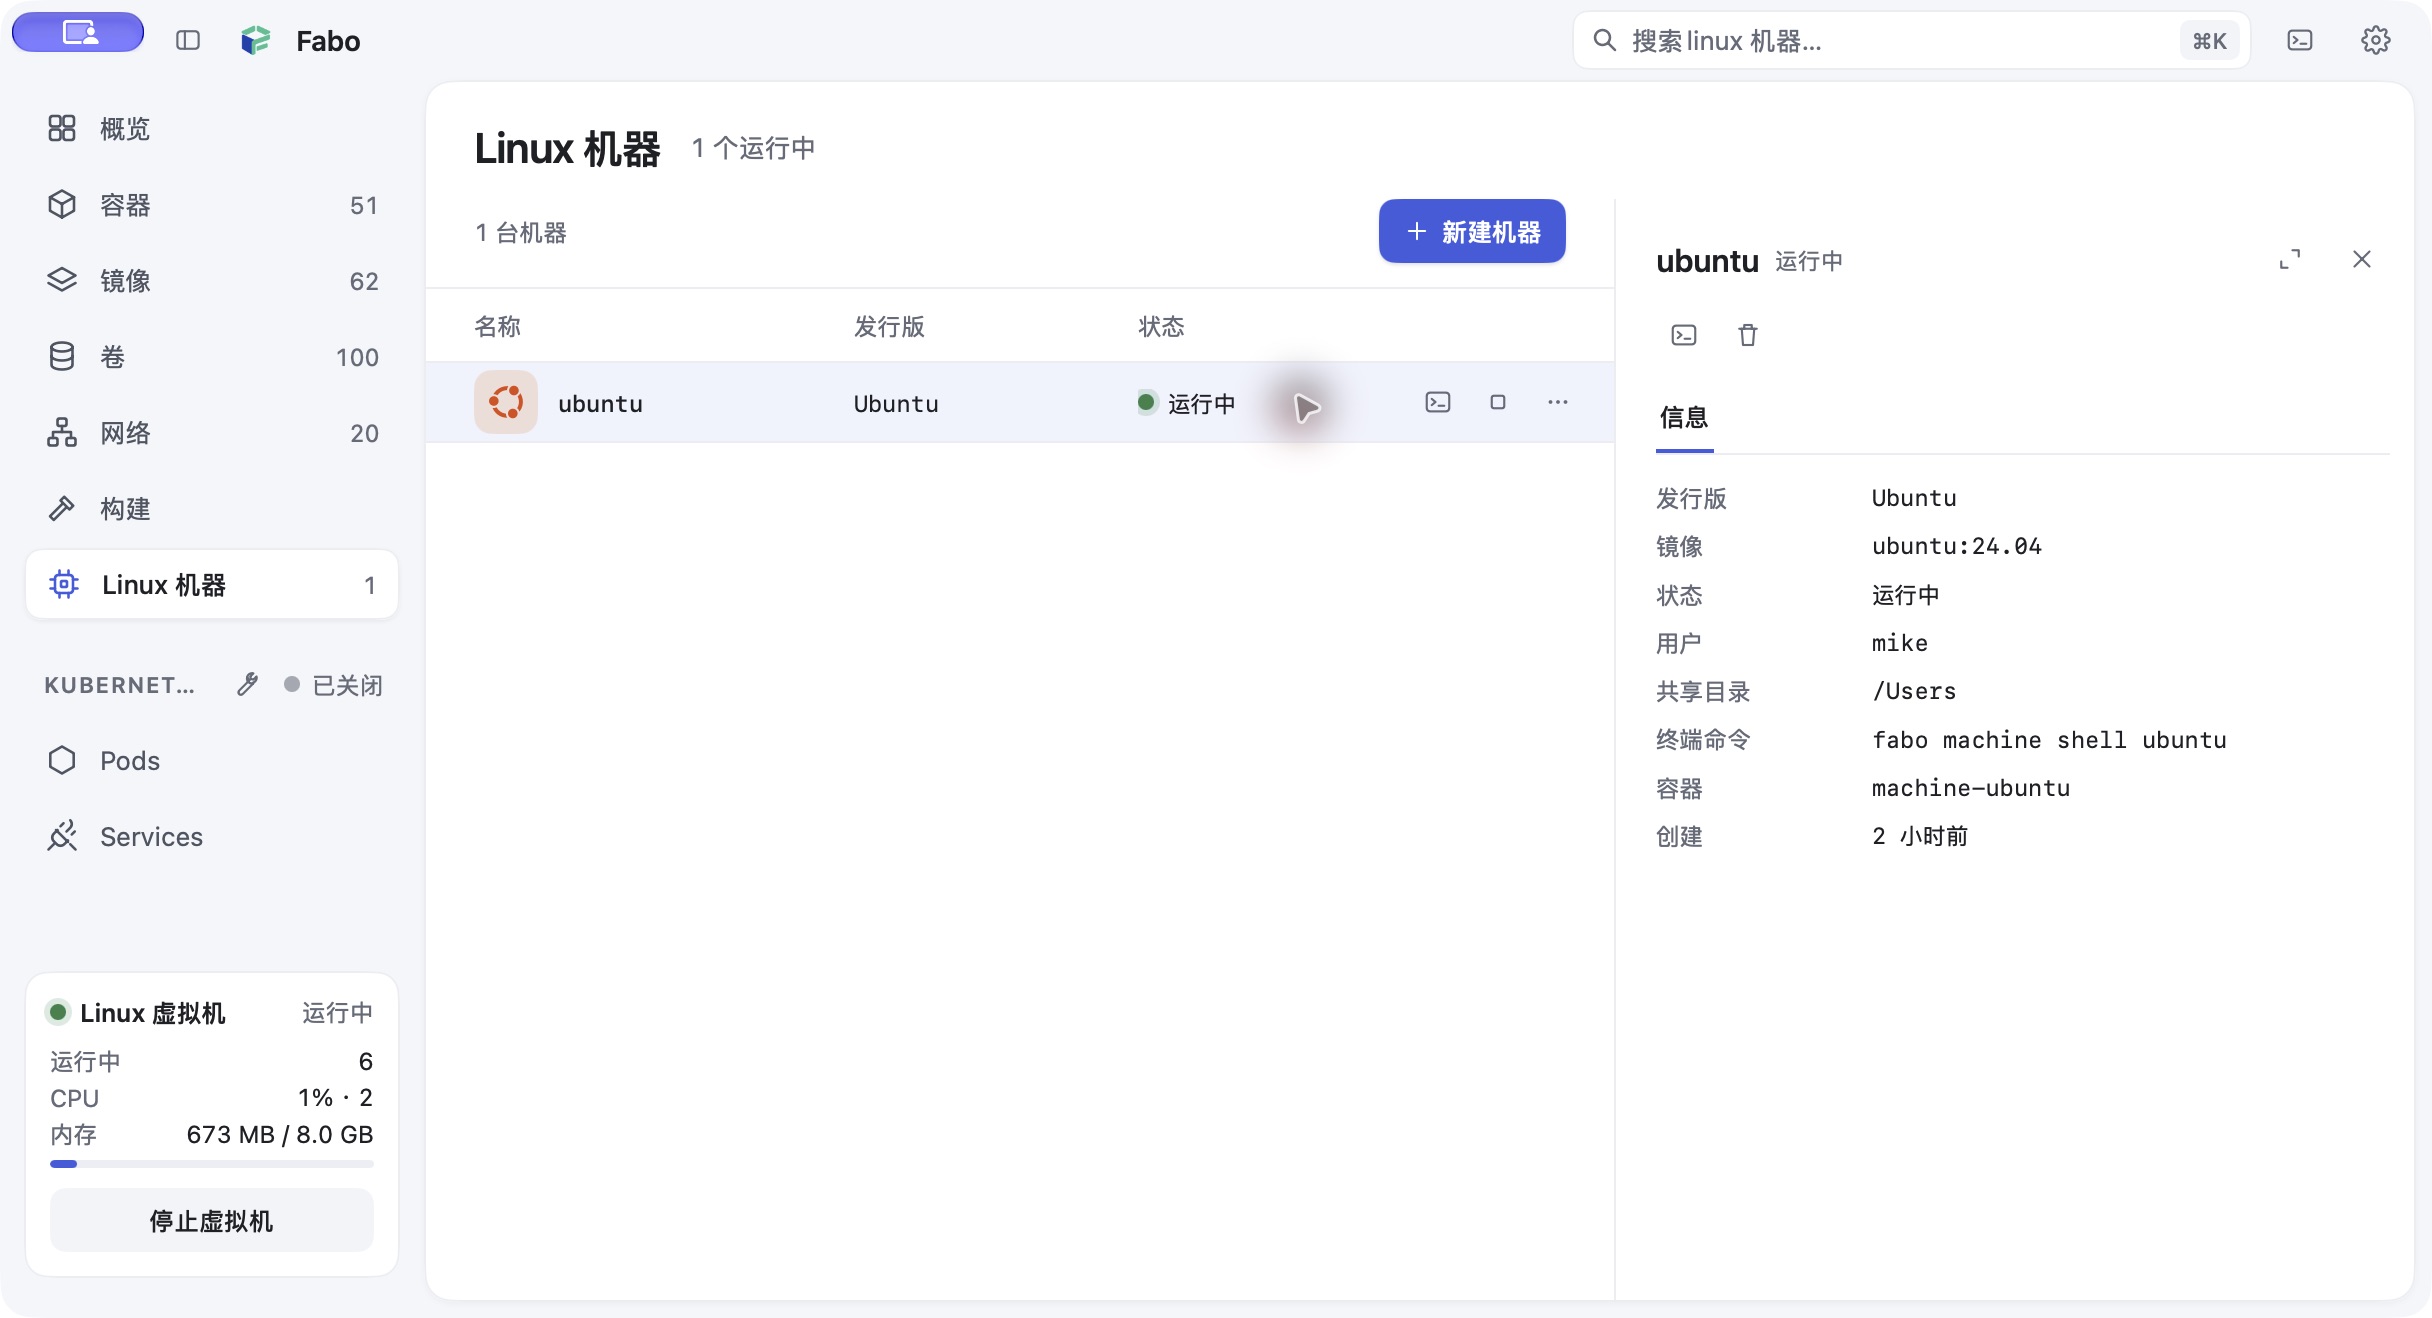 Fabo
搜索 linux 机器...
⌘K
概览
容器 51
镜像 62
卷 100
网络 20
构建
Linux 机器 1
KUBERNET... 已关闭
Pods
Services
Linux 虚拟机 运行中
运行中 6
CPU 1% · 2
内存 673 MB / 8.0 GB
停止虚拟机
Linux 机器 1 个运行中
1 台机器
+ 新建机器
名称 发行版 状态
ubuntu Ubuntu 运行中
ubuntu 运行中
信息
发行版 Ubuntu
镜像 ubuntu:24.04
状态 运行中
用户 mike
共享目录 /Users
终端命令 fabo machine shell ubuntu
容器 machine-ubuntu
创建 2 小时前